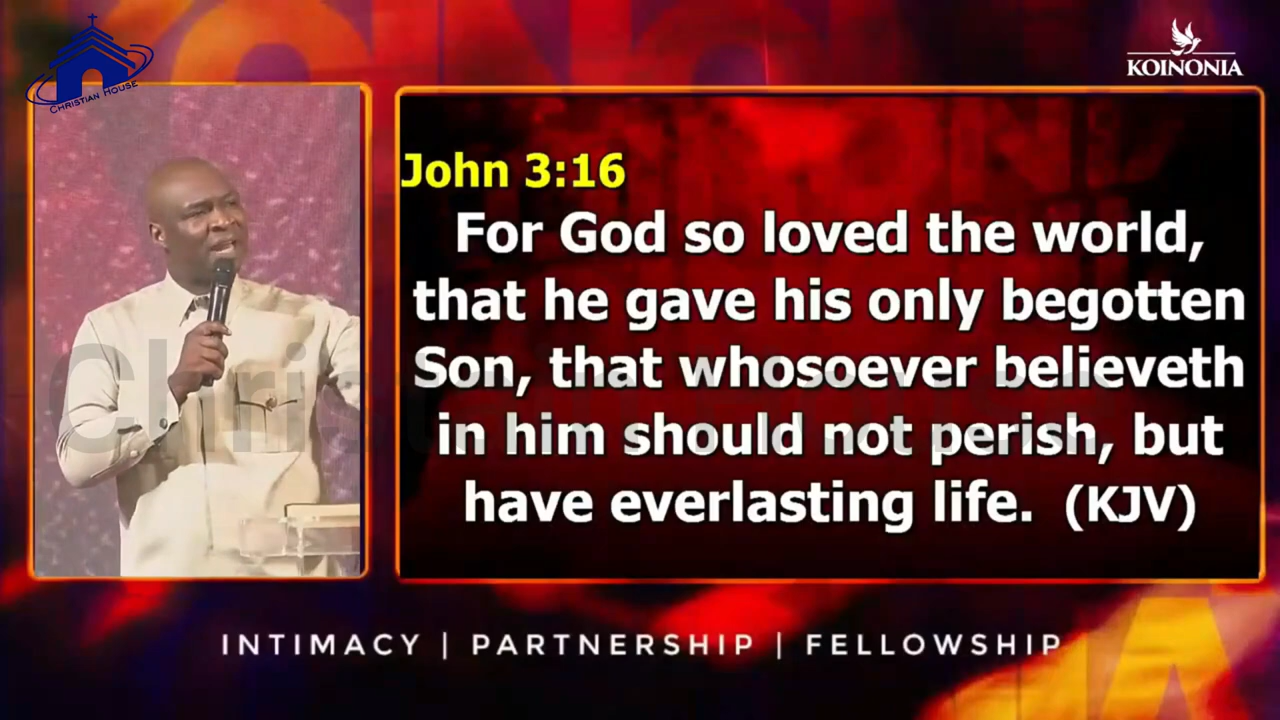 CHRISTIAN HOUSE
KOINONIA
John 3:16
For God so loved the world,
that he gave his only begotten
Son, that whosoever believeth
in him should not perish, but
have everlasting life. (KJV)
INTIMACY | PARTNERSHIP | FELLOWSHIP